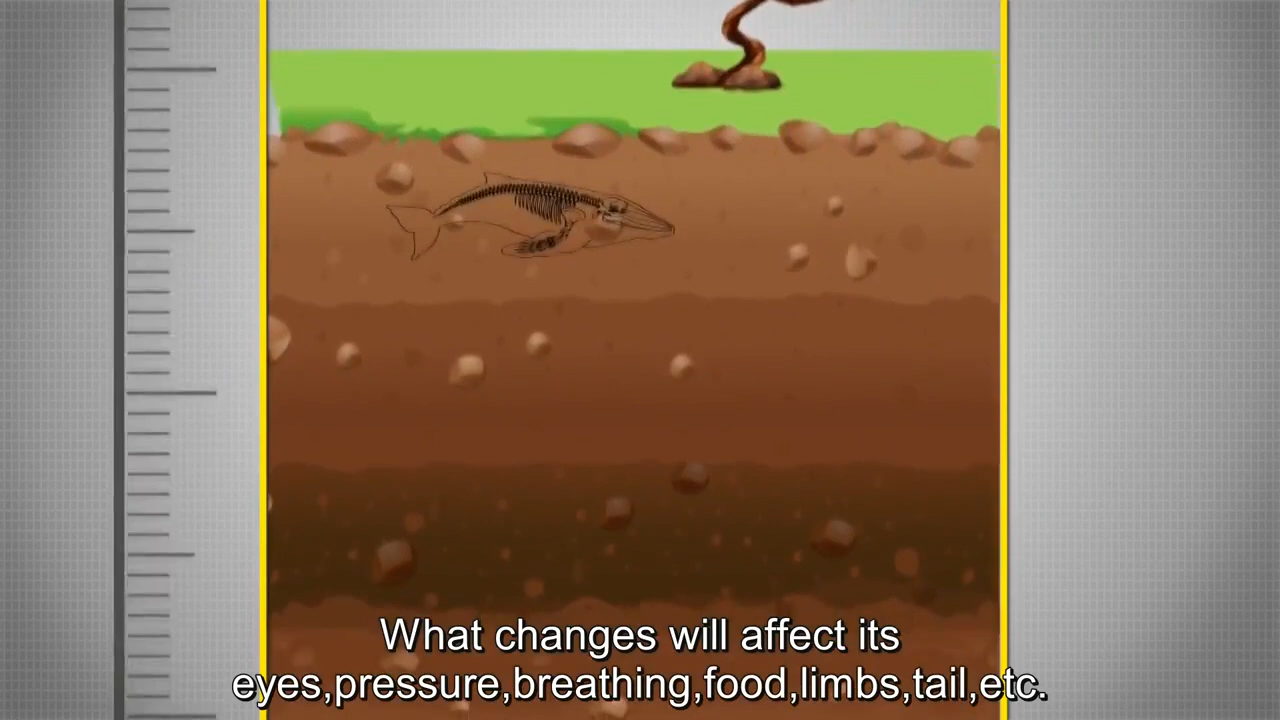 What changes will affect its
eyes,pressure,breathing,food,limbs,tail,etc.